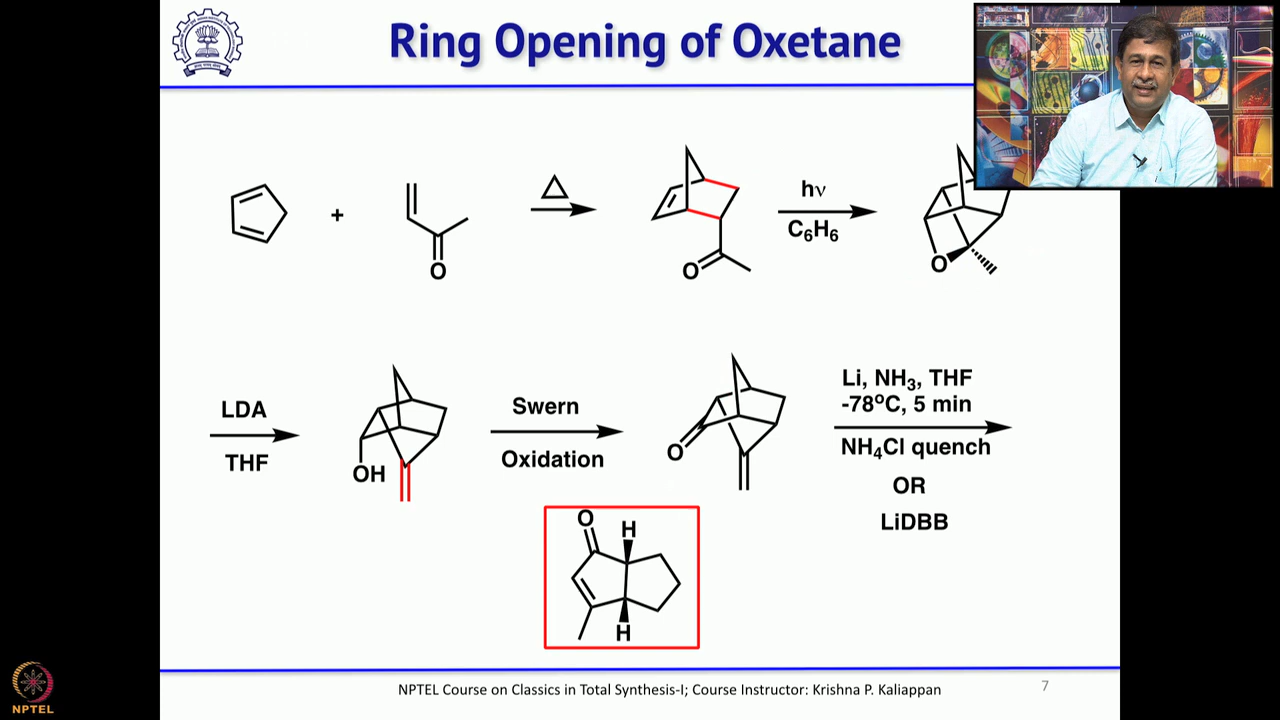 Ring Opening of Oxetane
+
O
Δ
O
hν
C₆H₆
O
LDA
THF
OH
Swern
Oxidation
O
Li, NH₃, THF
-78°C, 5 min
NH₄Cl quench
OR
LiDBB
O
H
H
NPTEL Course on Classics in Total Synthesis-I; Course Instructor: Krishna P. Kaliappan
7
NPTEL